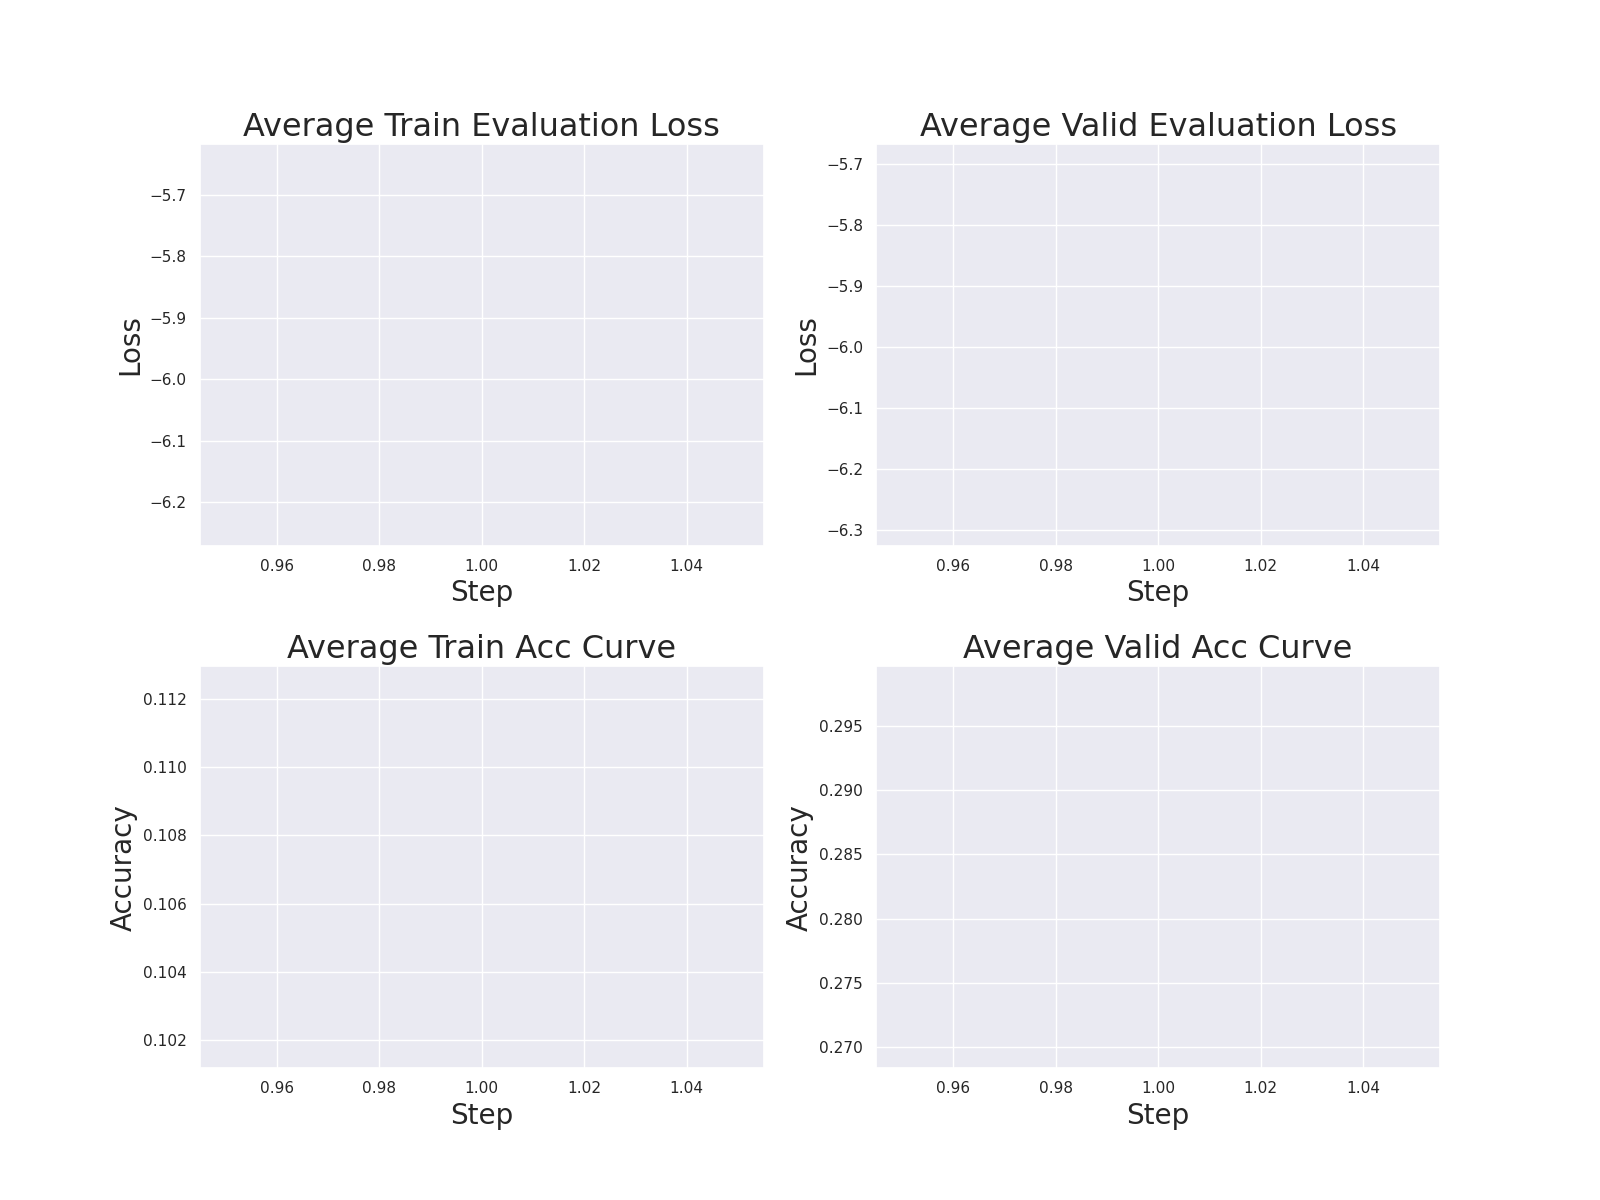 Average Train Evaluation Loss
Loss
−5.7
−5.8
−5.9
−6.0
−6.1
−6.2
0.96 0.98 1.00 1.02 1.04
Step
Average Valid Evaluation Loss
Loss
−5.7
−5.8
−5.9
−6.0
−6.1
−6.2
−6.3
0.96 0.98 1.00 1.02 1.04
Step
Average Train Acc Curve
Accuracy
0.112
0.110
0.108
0.106
0.104
0.102
0.96 0.98 1.00 1.02 1.04
Step
Average Valid Acc Curve
Accuracy
0.295
0.290
0.285
0.280
0.275
0.270
0.96 0.98 1.00 1.02 1.04
Step